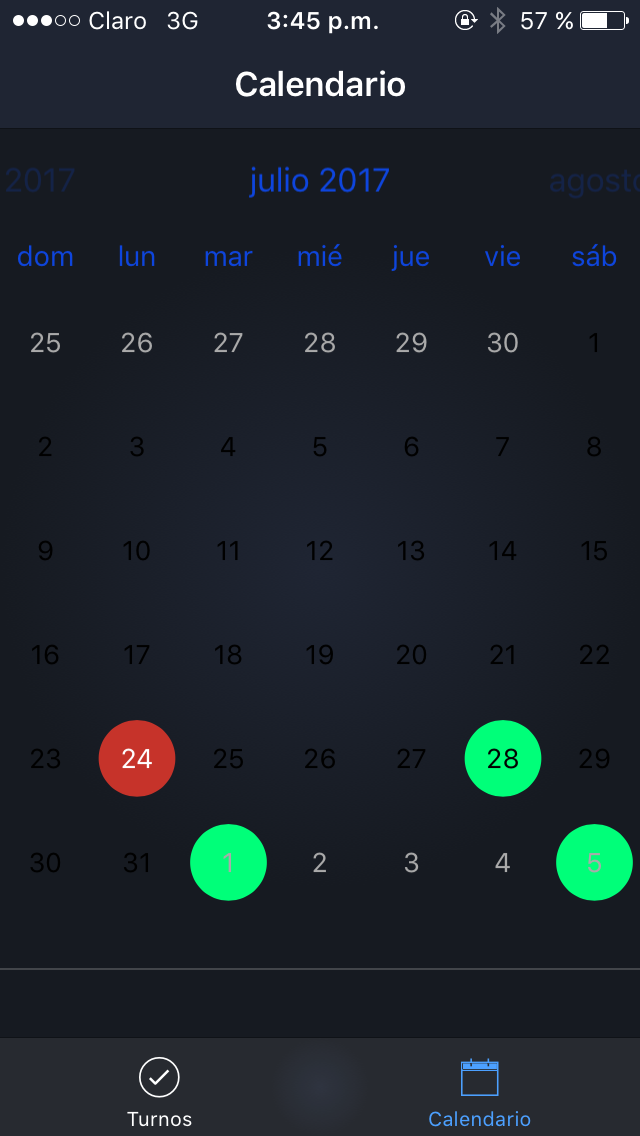 Claro 3G 3:45 p.m. 57 %
Calendario
2017 julio 2017 agosto
dom lun mar mié jue vie sáb
25 26 27 28 29 30 1
2 3 4 5 6 7 8
9 10 11 12 13 14 15
16 17 18 19 20 21 22
23 24 25 26 27 28 29
30 31 1 2 3 4 5
Turnos Calendario